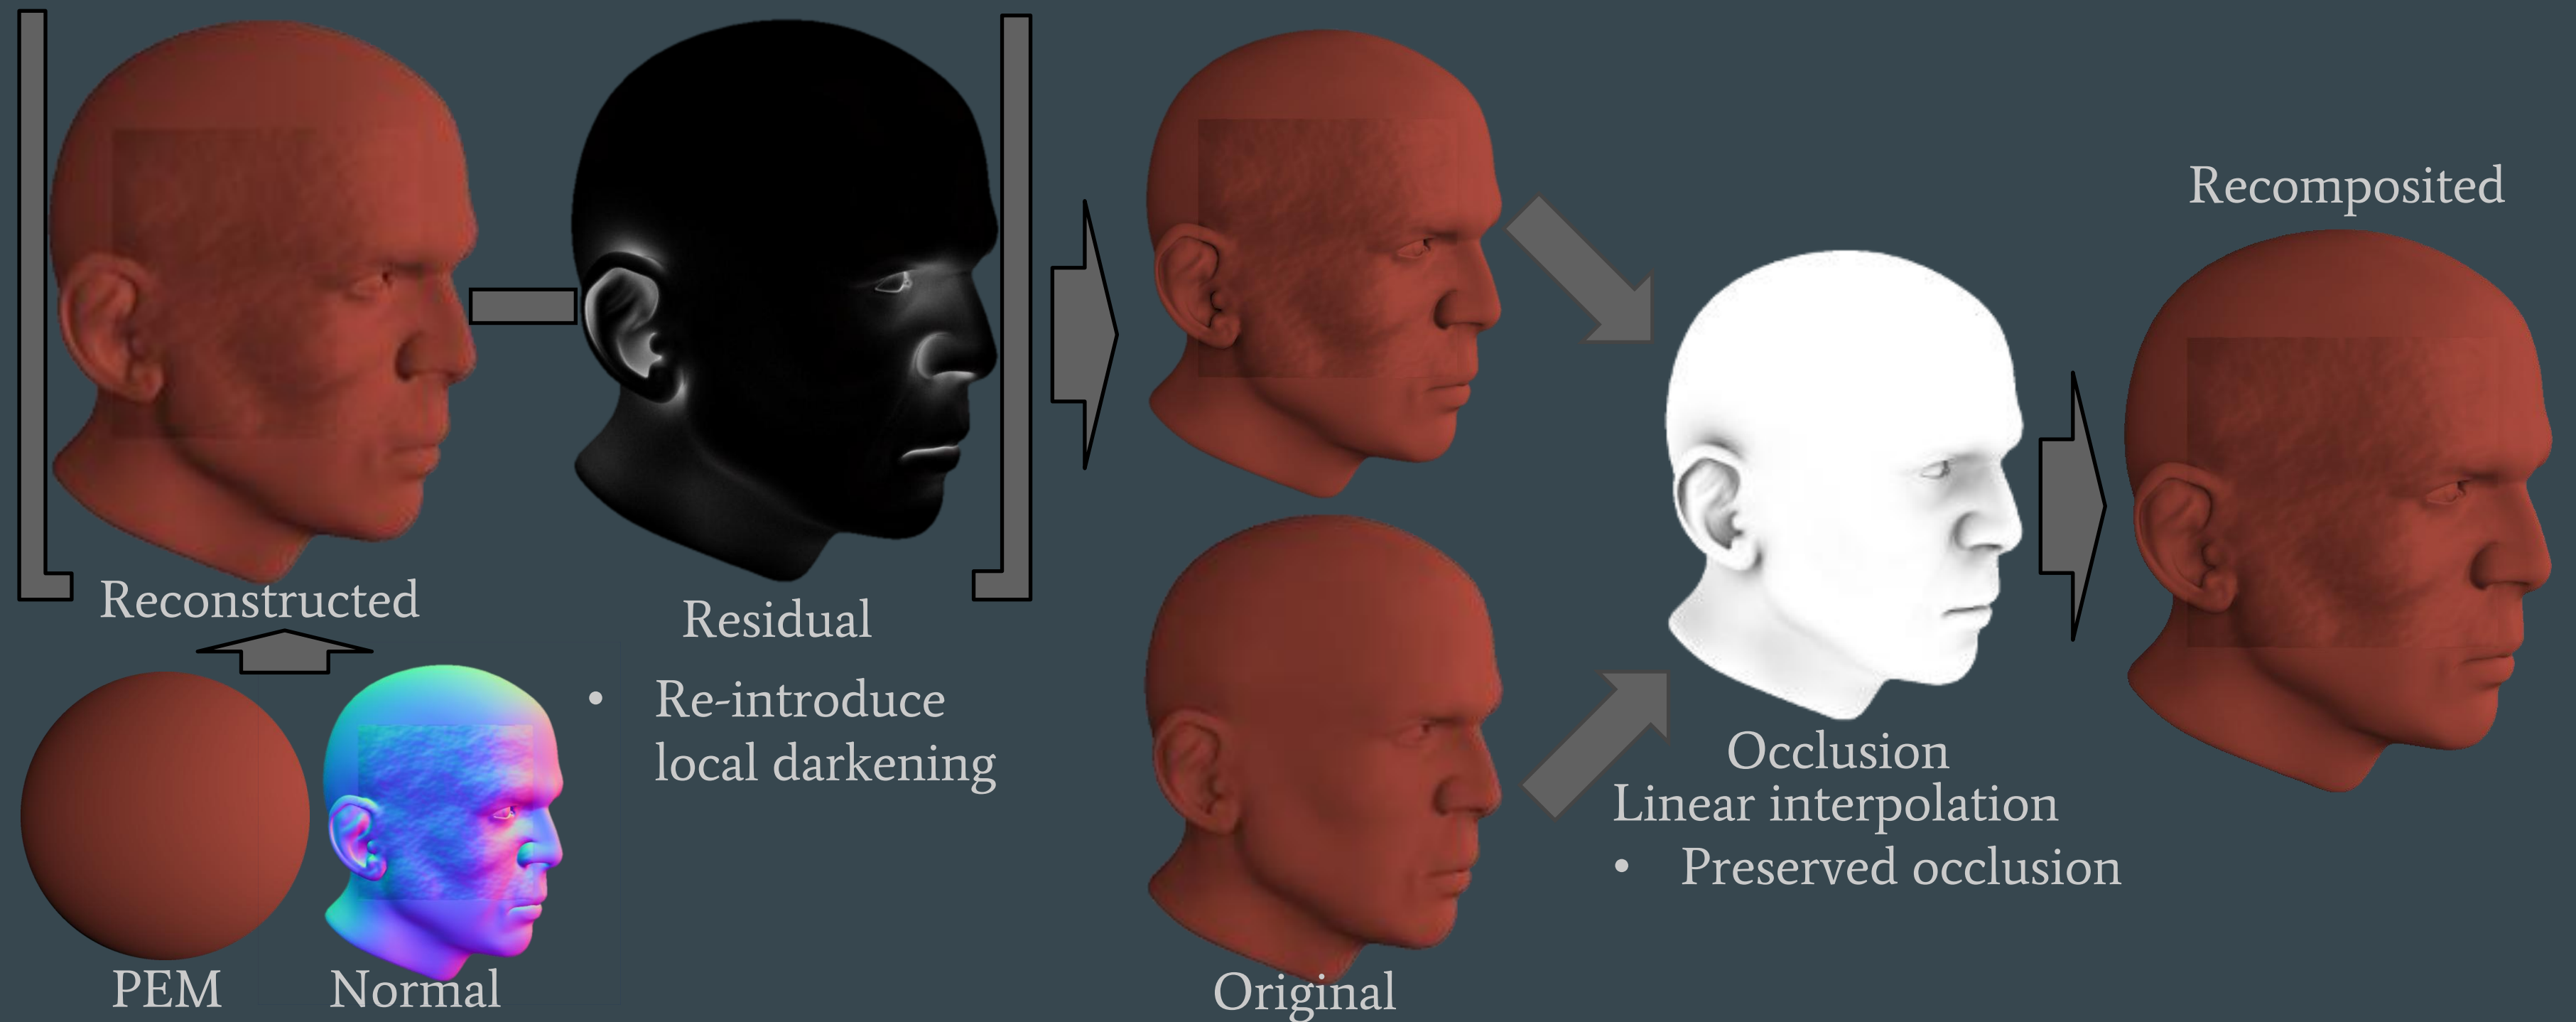 Reconstructed
PEM
Normal
Residual
• Re-introduce
local darkening
Original
Occlusion
Linear interpolation
• Preserved occlusion
Recomposited